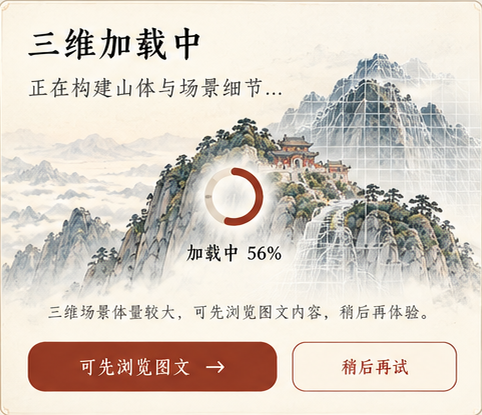 三维加载中
正在构建山体与场景细节...
加载中 56%
三维场景体量较大，可先浏览图文内容，稍后再体验。
可先浏览图文 →
稍后再试